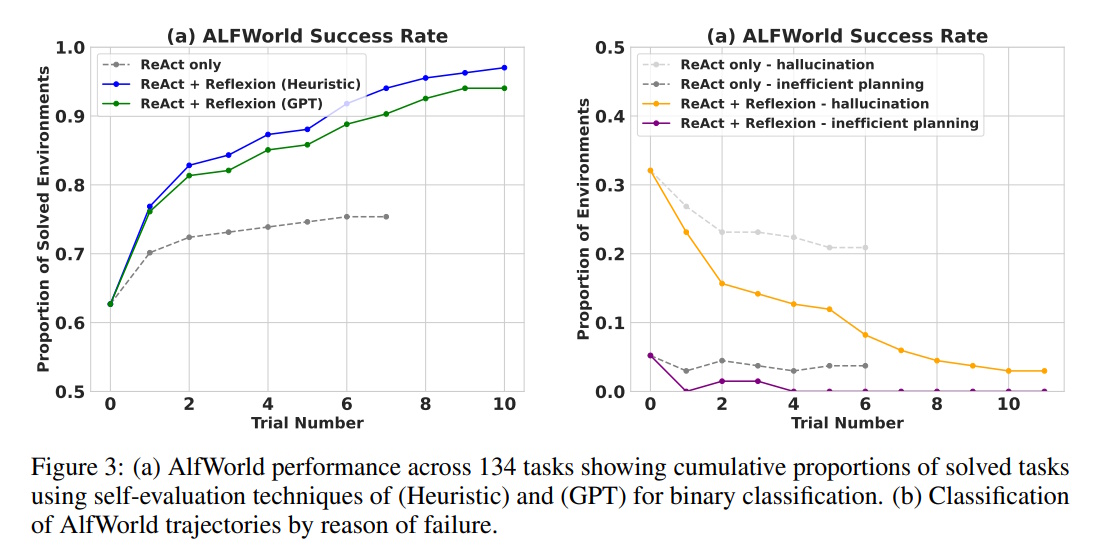 (a) ALFWorld Success Rate
ReAct only
ReAct + Reflexion (Heuristic)
ReAct + Reflexion (GPT)
Proportion of Solved Environments
1.0
0.9
0.8
0.7
0.6
0.5
0 2 4 6 8 10
Trial Number
(a) ALFWorld Success Rate
ReAct only - hallucination
ReAct only - inefficient planning
ReAct + Reflexion - hallucination
ReAct + Reflexion - inefficient planning
Proportion of Environments
0.5
0.4
0.3
0.2
0.1
0.0
0 2 4 6 8 10
Trial Number
Figure 3: (a) AlfWorld performance across 134 tasks showing cumulative proportions of solved tasks
using self-evaluation techniques of (Heuristic) and (GPT) for binary classification. (b) Classification
of AlfWorld trajectories by reason of failure.